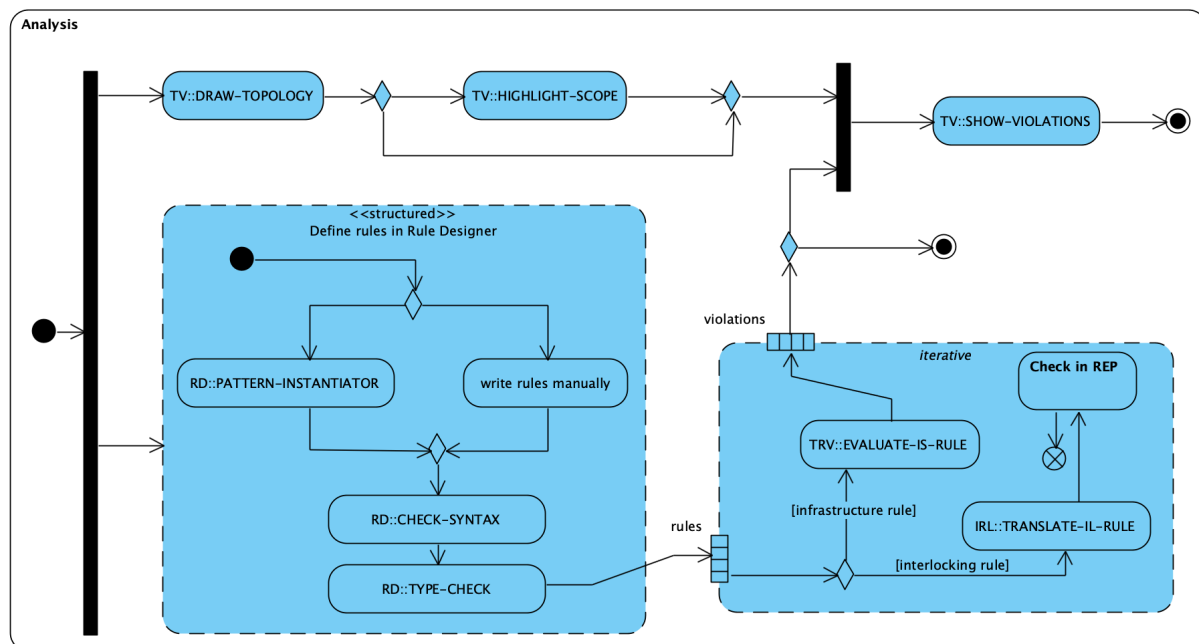 Analysis
TV::DRAW-TOPOLOGY
TV::HIGHLIGHT-SCOPE
TV::SHOW-VIOLATIONS
<<structured>>
Define rules in Rule Designer
RD::PATTERN-INSTANTIATOR
write rules manually
RD::CHECK-SYNTAX
RD::TYPE-CHECK
violations
iterative
Check in REP
TRV::EVALUATE-IS-RULE
[infrastructure rule]
IRL::TRANSLATE-IL-RULE
rules
[interlocking rule]